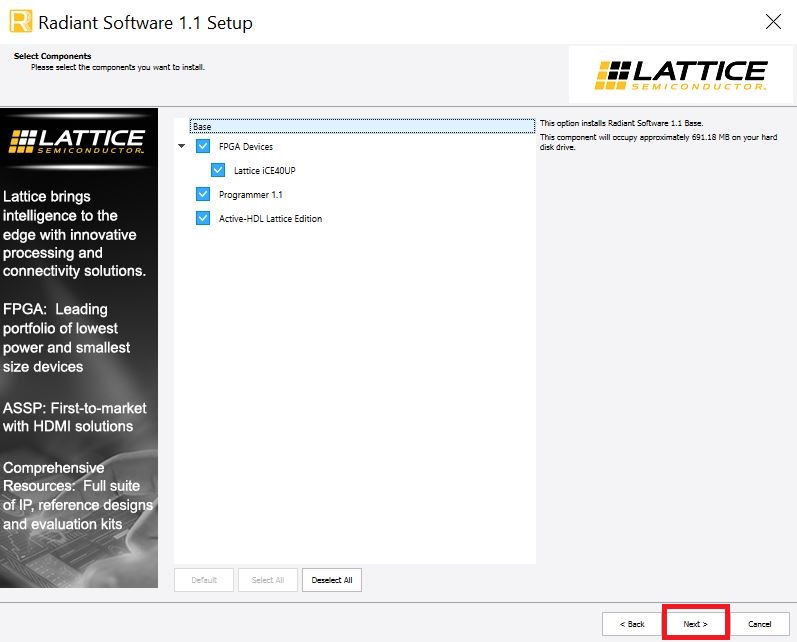 Radiant Software 1.1 Setup
Select Components
Please select the components you want to install.
LATTICE
SEMICONDUCTOR.
LATTICE
SEMICONDUCTOR.
Lattice brings
intelligence to the
edge with innovative
processing and
connectivity solutions.
FPGA: Leading
portfolio of lowest
power and smallest
size devices
ASSP: First-to-market
with HDMI solutions
Comprehensive
Resources: Full suite
of IP, reference designs
and evaluation kits
Base
FPGA Devices
Lattice iCE40UP
Programmer 1.1
Active-HDL Lattice Edition
This option installs Radiant Software 1.1 Base.
This component will occupy approximately 691.18 MB on your hard
disk drive.
Default
Select All
Deselect All
< Back
Next >
Cancel